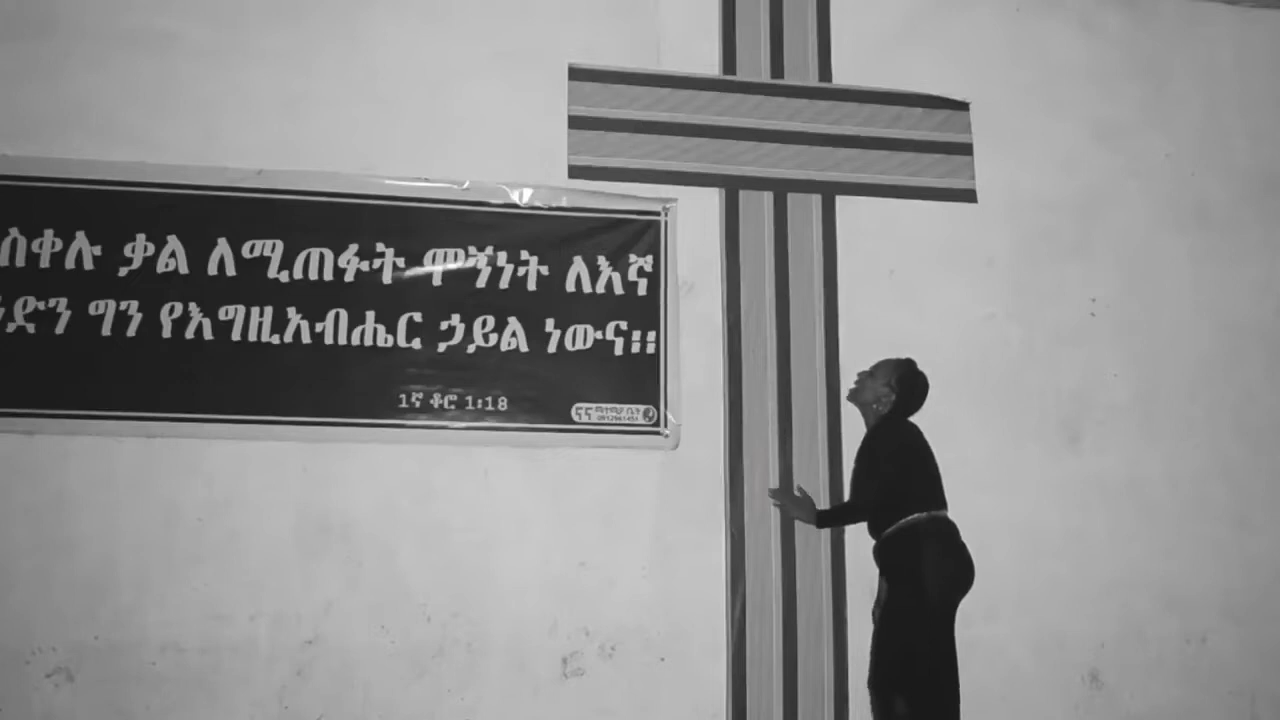 ስቀሉ ቃል ለሚጠፉት ሞኝነት ለእኛ
ድን ግን የእግዚአብሔር ኃይል ነውና፡፡
1ኛ ቆሮ 1:18